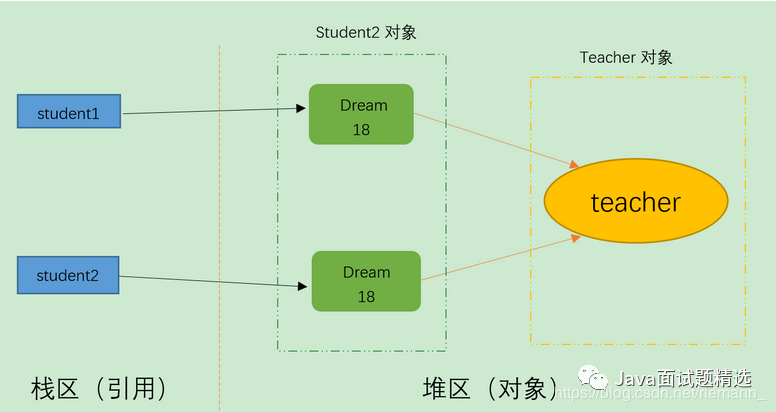 Student2 对象
Teacher 对象
student1
Dream
18
teacher
student2
Dream
18
栈区（引用）
堆区（对象）
Java面试题精选
https://blog.csdn.net/hemann_